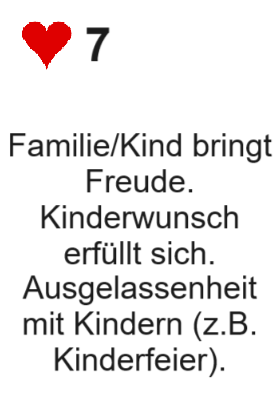 7
Familie/Kind bringt
Freude.
Kinderwunsch
erfüllt sich.
Ausgelassenheit
mit Kindern (z.B.
Kinderfeier).